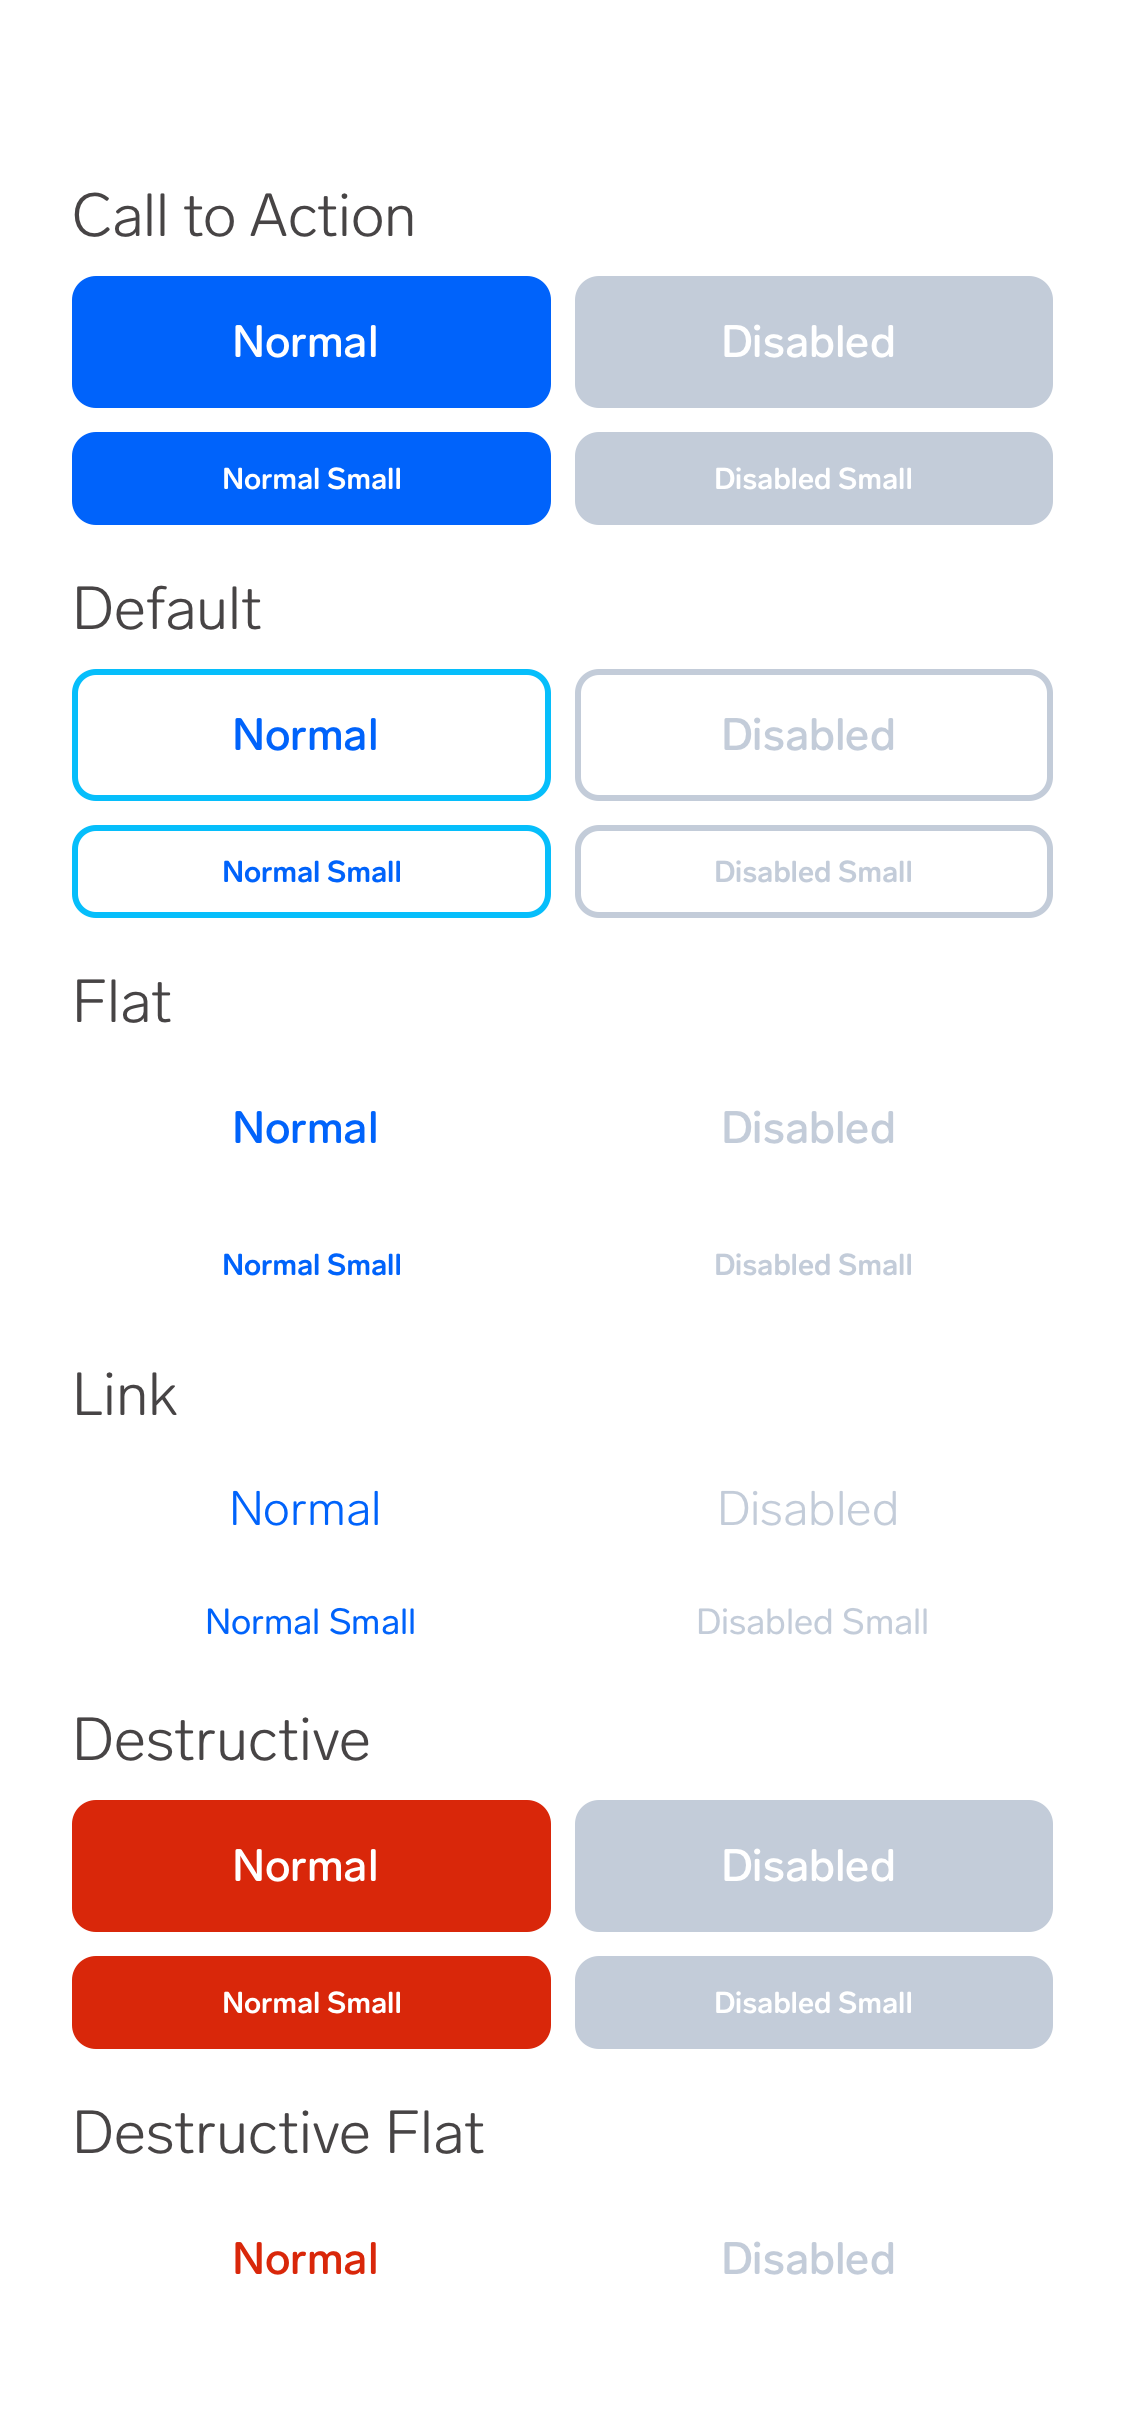 Call to Action
Normal
Disabled
Normal Small
Disabled Small
Default
Normal
Disabled
Normal Small
Disabled Small
Flat
Normal
Disabled
Normal Small
Disabled Small
Link
Normal
Disabled
Normal Small
Disabled Small
Destructive
Normal
Disabled
Normal Small
Disabled Small
Destructive Flat
Normal
Disabled